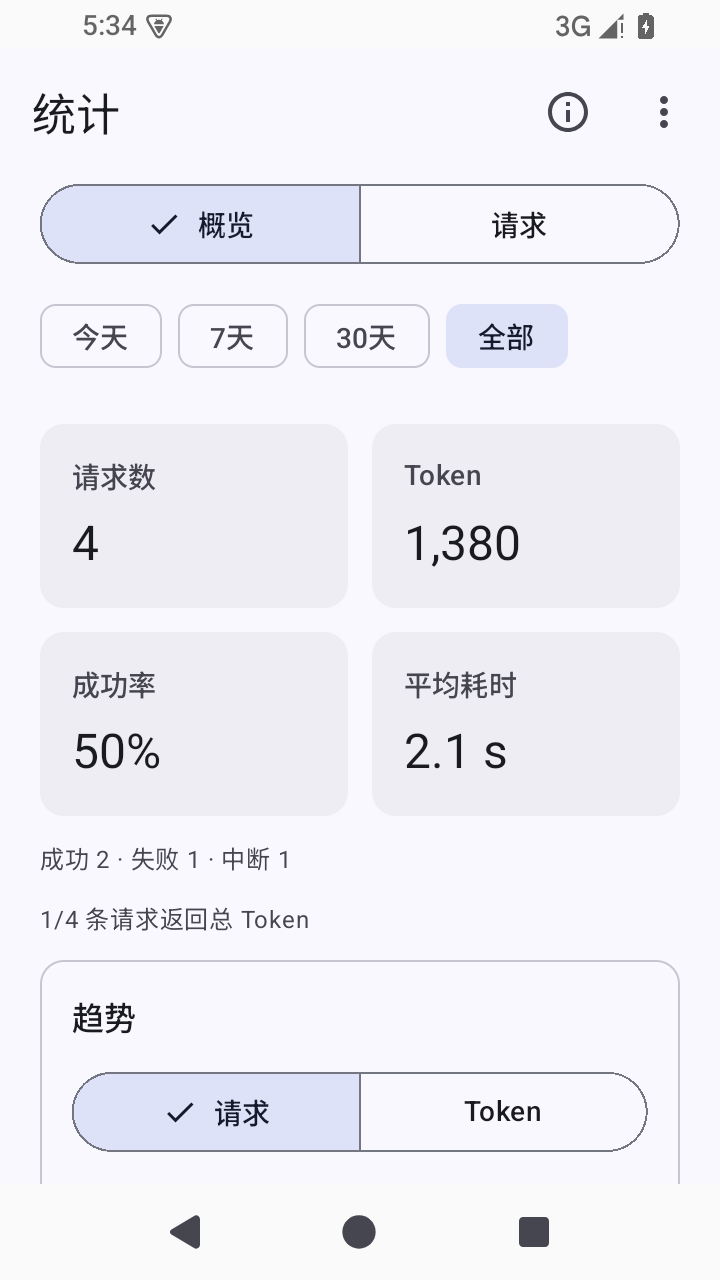 5:34 3G
统计
概览 请求
今天 7天 30天 全部
请求数 Token
4 1,380
成功率 平均耗时
50% 2.1 s
成功 2 · 失败 1 · 中断 1
1/4 条请求返回总 Token
趋势
请求 Token